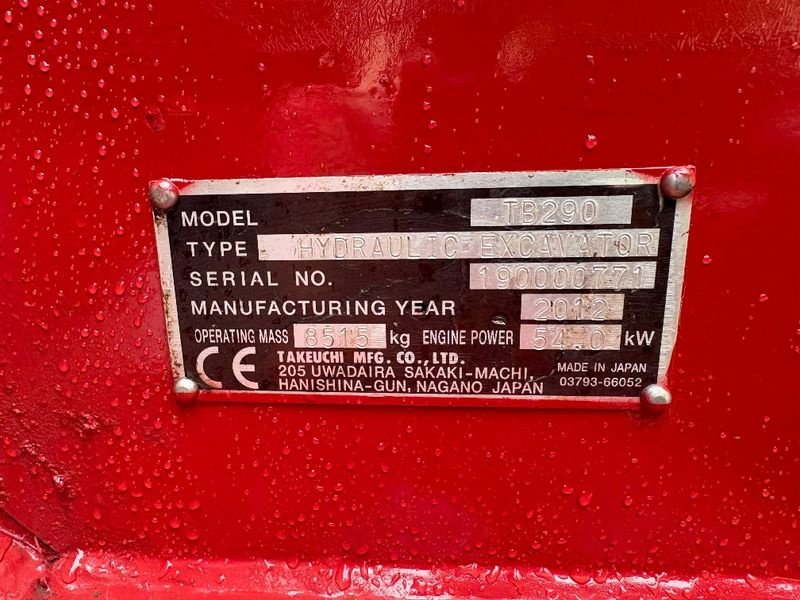 MODEL TB290
TYPE HYDRAULIC EXCAVATOR
SERIAL NO. 190000771
MANUFACTURING YEAR 2012
OPERATING MASS 8515 kg ENGINE POWER 54.0 kW
CE TAKEUCHI MFG. CO., LTD.
205 UWADAIRA SAKAKI-MACHI, MADE IN JAPAN
HANISHINA-GUN, NAGANO JAPAN 03793-66052